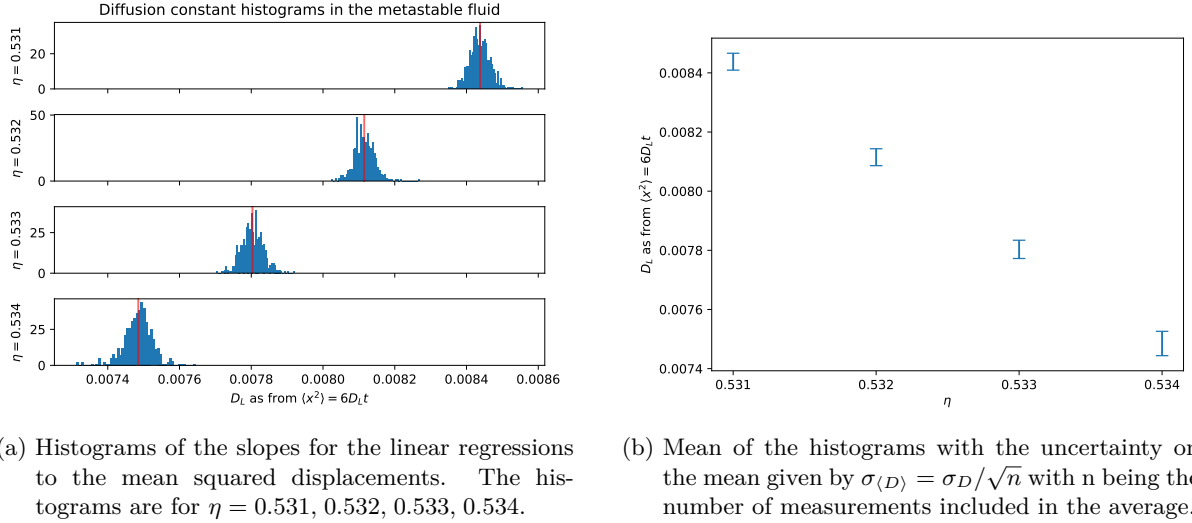 Diffusion constant histograms in the metastable fluid
η = 0.531
20
0
η = 0.532
50
0
η = 0.533
25
0
η = 0.534
25
0
0.0074 0.0076 0.0078 0.0080 0.0082 0.0084 0.0086
D_L as from ⟨x²⟩ = 6D_Lt
D_L as from ⟨x²⟩ = 6D_Lt
0.0084
0.0082
0.0080
0.0078
0.0076
0.0074
0.531 0.532 0.533 0.534
η
(a) Histograms of the slopes for the linear regressions
to the mean squared displacements. The his-
tograms are for η = 0.531, 0.532, 0.533, 0.534.
(b) Mean of the histograms with the uncertainty on
the mean given by σ⟨D⟩ = σ_D/√n with n being the
number of measurements included in the average.